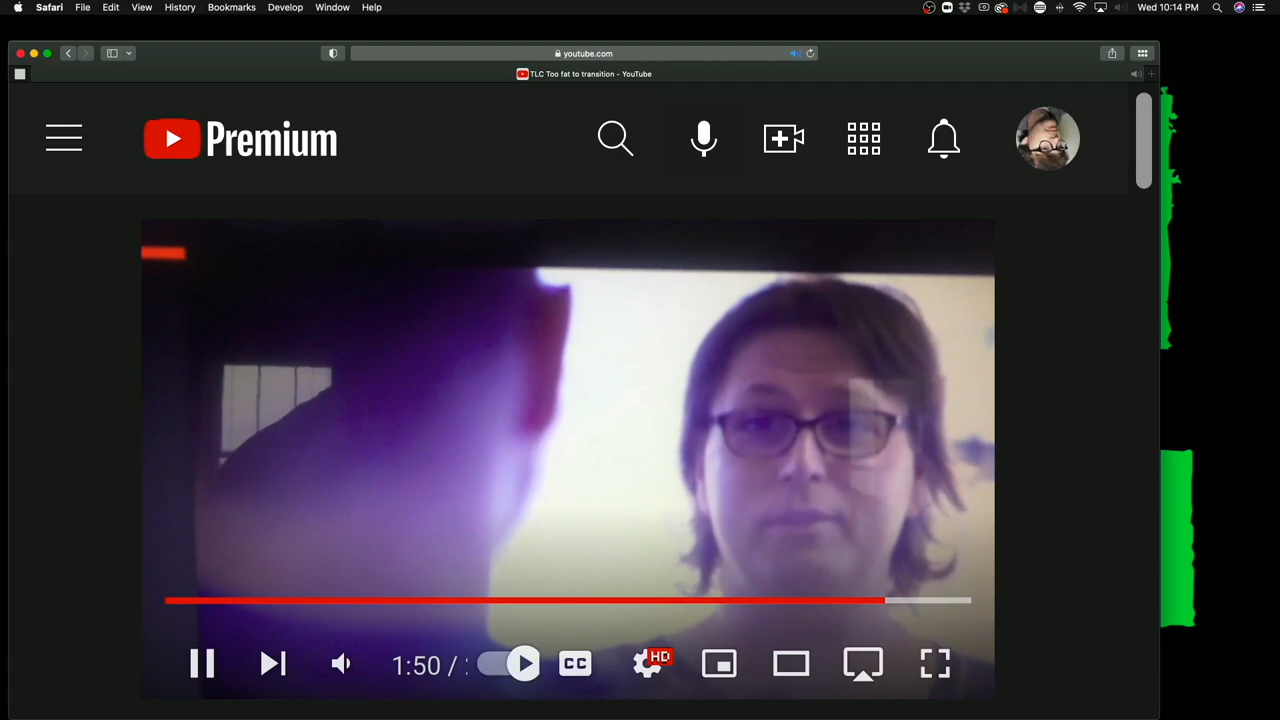 Safari File Edit View History Bookmarks Develop Window Help Wed 10:14 PM
youtube.com
TLC Too fat to transition - YouTube
Premium
1:50 / CC HD